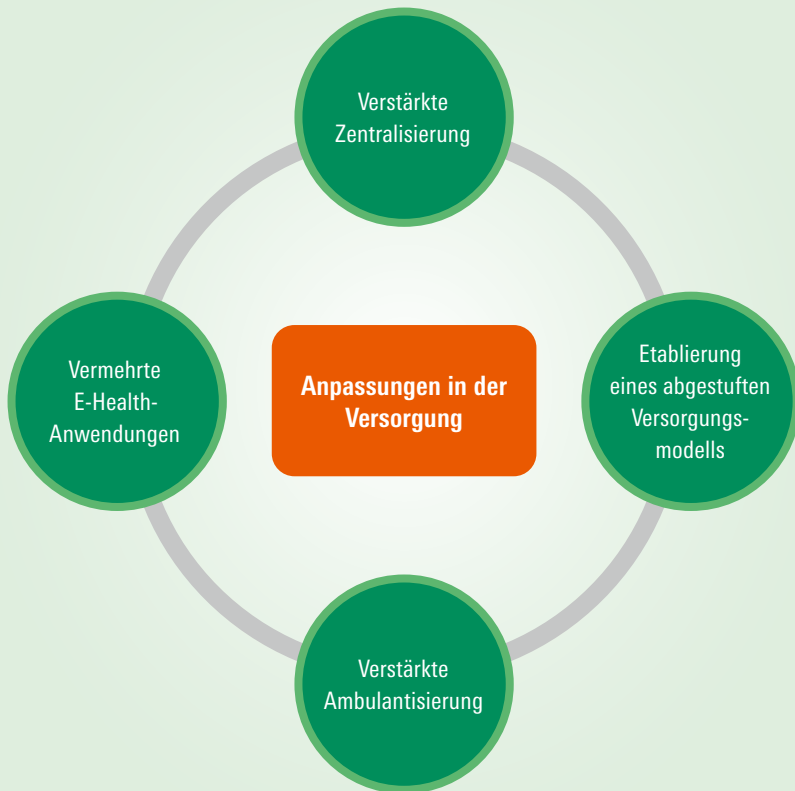 Verstärkte
Zentralisierung
Vermehrte
E-Health-
Anwendungen
Anpassungen in der
Versorgung
Etablierung
eines abgestuften
Versorgungs-
modells
Verstärkte
Ambulantisierung